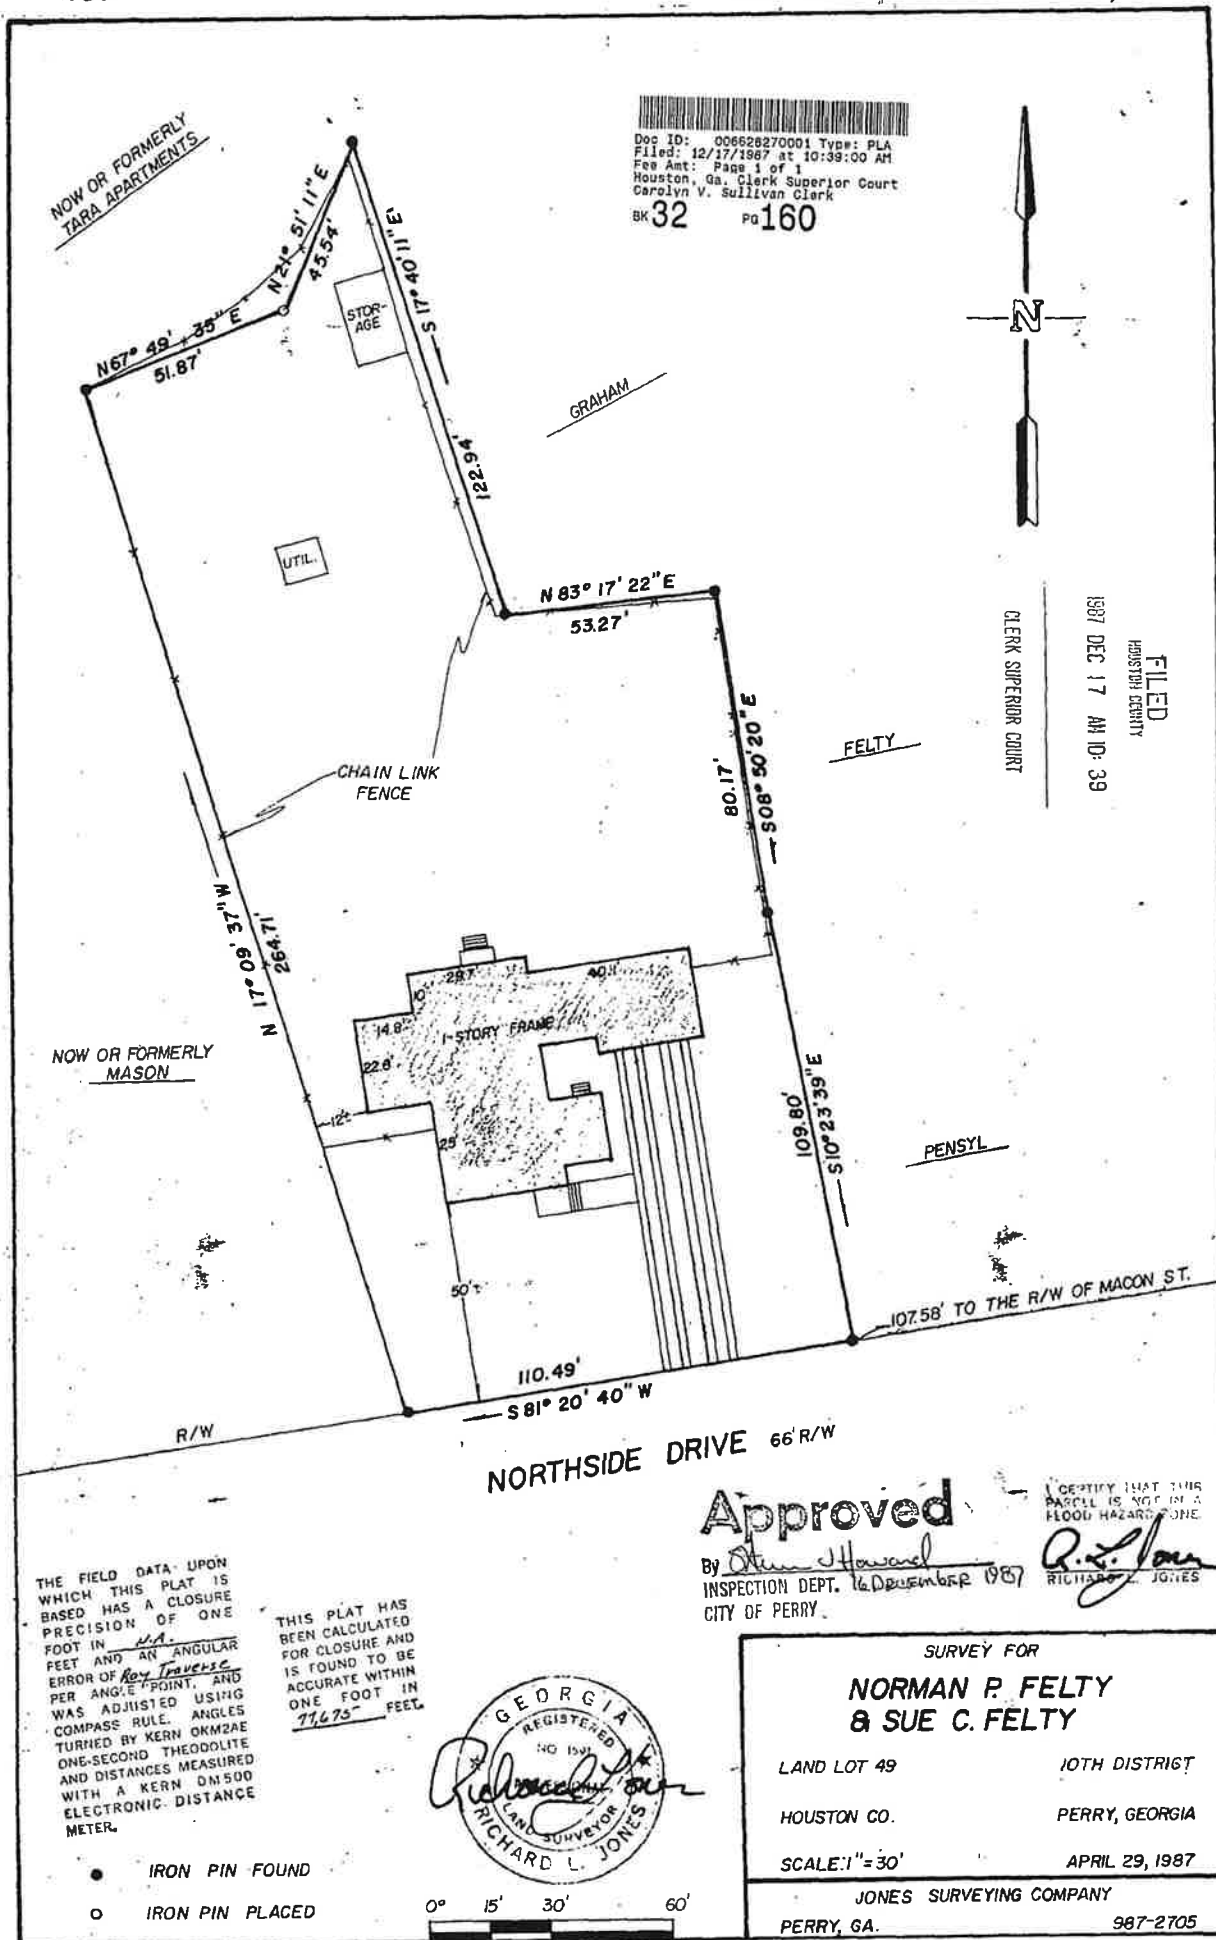 Doc ID: 006628270001 Type: PLA
Filed: 12/17/1987 at 10:39:00 AM
Fee Amt: Page 1 of 1
Houston, Ga. Clerk Superior Court
Carolyn V. Sullivan Clerk
BK 32 PG 160
NOW OR FORMERLY
TARA APARTMENTS
N 21° 51' 11" E
45.54'
S 17° 40' 11" E
122.94'
N67° 49' 35" E
51.87'
STOR-
AGE
GRAHAM
N
UTIL.
N 83° 17' 22" E
53.27'
FILED
HOUSTON COUNTY
1987 DEC 17 AM 10:39
CLERK SUPERIOR COURT
CHAIN LINK
FENCE
FELTY
80.17'
S 08° 50' 20" E
N 17° 09' 37" W
264.71'
29.7'
10'
14.8'
1-STORY FRAME
22.8'
12'±
25'
NOW OR FORMERLY
MASON
109.80'
S 10° 23' 39" E
PENSYL
50'±
107.58' TO THE R/W OF MACON ST.
110.49'
S 81° 20' 40" W
R/W
NORTHSIDE DRIVE 66' R/W
Approved
By
INSPECTION DEPT. 16 DECEMBER 1987
CITY OF PERRY
I CERTIFY THAT THIS
PARCEL IS NOT IN A
FLOOD HAZARD ZONE.
R. L. Jones
RICHARD L. JONES
THE FIELD DATA UPON
WHICH THIS PLAT IS
BASED HAS A CLOSURE
PRECISION OF ONE
FOOT IN N.A.
FEET AND AN ANGULAR
ERROR OF Ray Traverse
PER ANGLE POINT, AND
WAS ADJUSTED USING
COMPASS RULE. ANGLES
TURNED BY KERN DKM2AE
ONE-SECOND THEODOLITE
AND DISTANCES MEASURED
WITH A KERN DM500
ELECTRONIC DISTANCE
METER.
THIS PLAT HAS
BEEN CALCULATED
FOR CLOSURE AND
IS FOUND TO BE
ACCURATE WITHIN
ONE FOOT IN
77,675 FEET.
GEORGIA
REGISTERED
NO 1591
LAND SURVEYOR
RICHARD L. JONES
Richard L Jones
IRON PIN FOUND
IRON PIN PLACED
0° 15' 30' 60'
SURVEY FOR
NORMAN P. FELTY
& SUE C. FELTY
LAND LOT 49 10TH DISTRICT
HOUSTON CO. PERRY, GEORGIA
SCALE: 1" = 30' APRIL 29, 1987
JONES SURVEYING COMPANY
PERRY, GA. 987-2705